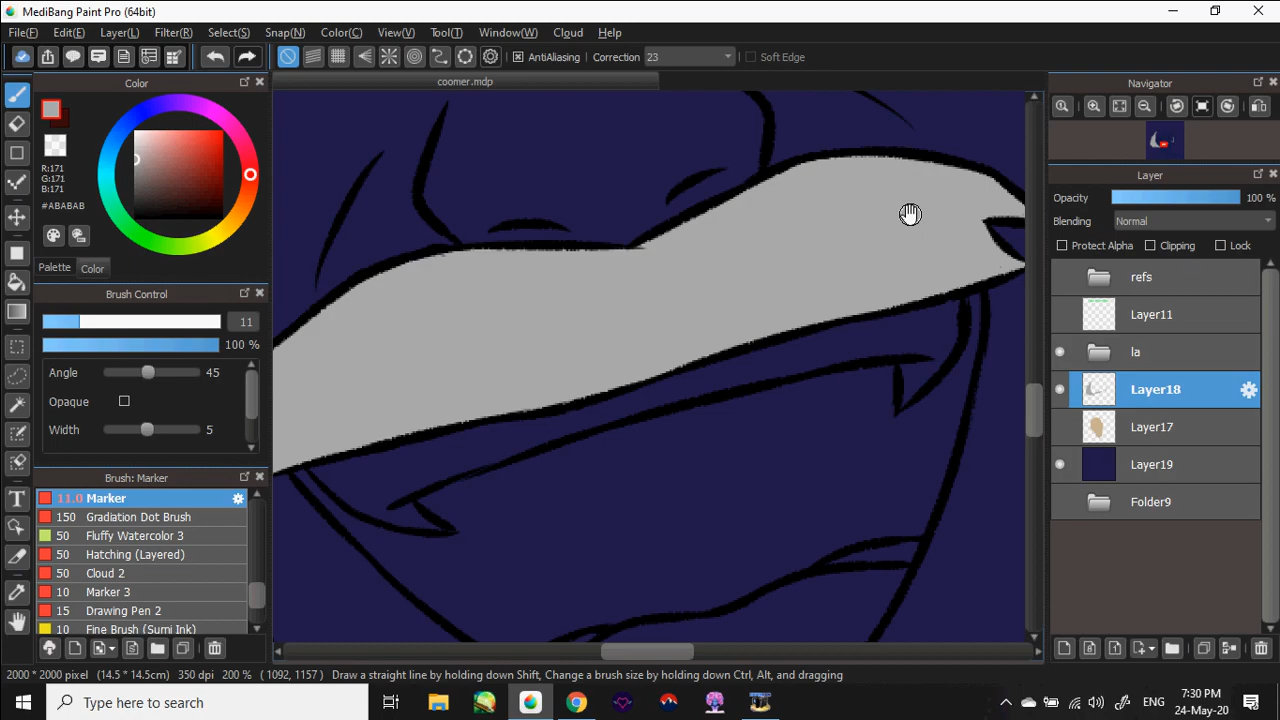 MediBang Paint Pro (64bit)
File(F) Edit(E) Layer(L) Filter(R) Select(S) Snap(N) Color(C) View(V) Tool(T) Window(W) Cloud Help
AntiAliasing Correction 23 Soft Edge
Color
coomer.mdp
Navigator
R:171
G:171
B:171
#ABABAB
Palette Color
Layer
Opacity 100 %
Blending Normal
Protect Alpha Clipping Lock
refs
Layer11
la
Layer18
Layer17
Layer19
Folder9
Brush Control
11
100 %
Angle 45
Opaque
Width 5
Brush: Marker
11.0 Marker
150 Gradiation Dot Brush
50 Fluffy Watercolor 3
50 Hatching (Layered)
50 Cloud 2
10 Marker 3
15 Drawing Pen 2
10 Fine Brush (Sumi Ink)
2000 * 2000 pixel (14.5 * 14.5cm) 350 dpi 200 % (1092, 1157) Draw a straight line by holding down Shift, Change a brush size by holding down Ctrl, Alt, and dragging
Type here to search
ENG
7:30 PM
24-May-20